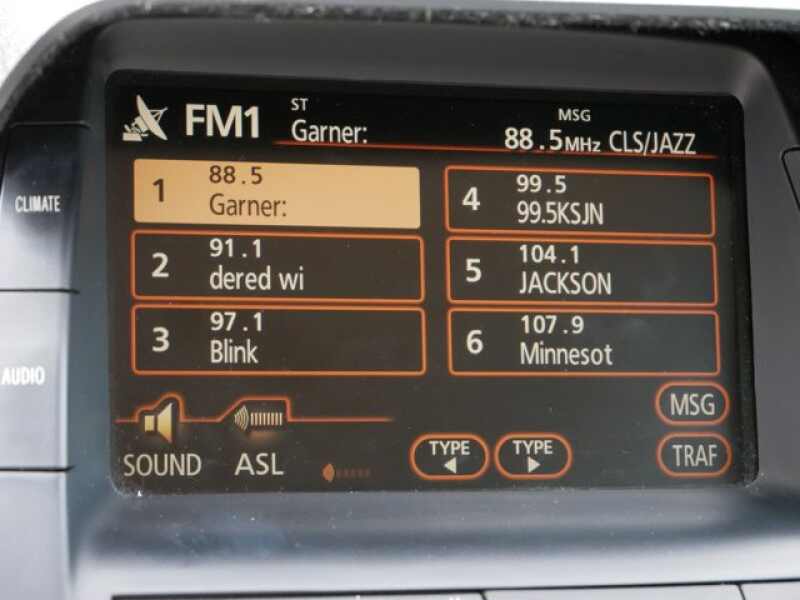 FM1 ST MSG
Garner: 88.5MHz CLS/JAZZ
CLIMATE
1 88.5
Garner:
4 99.5
99.5KSJN
2 91.1
dered wi
5 104.1
JACKSON
AUDIO
3 97.1
Blink
6 107.9
Minnesot
MSG
SOUND ASL TYPE TYPE TRAF